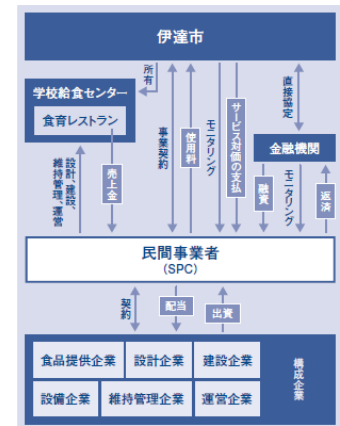 伊達市
所有
学校給食センター
食育レストラン
設計、建設、
維持管理、運営
売上金
事業契約
使用料
モニタリング
サービス対価の支払
直接協定
金融機関
融資
モニタリング
返済
民間事業者
(SPC)
契約
配当
出資
食品提供企業
設計企業
建設企業
設備企業
維持管理企業
運営企業
構成企業